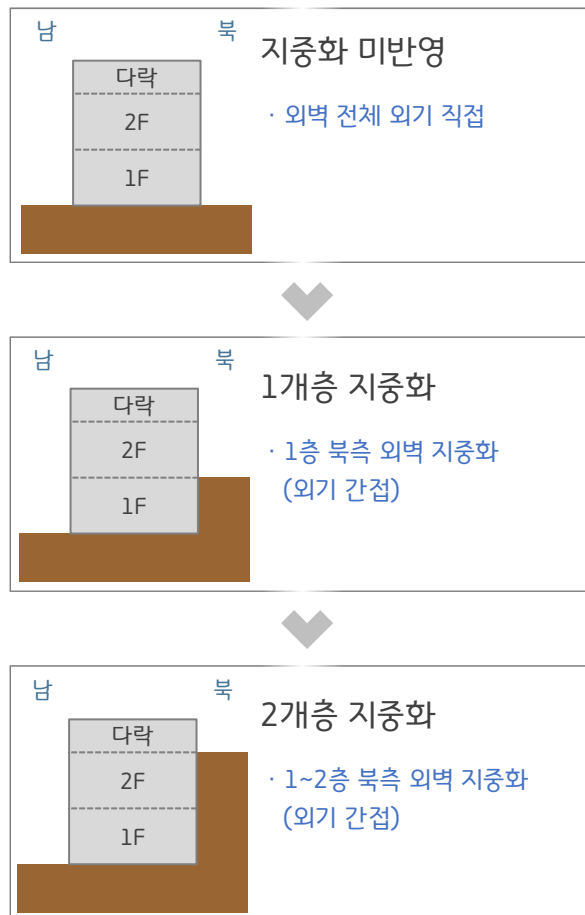 남 북
지중화 미반영
다락
· 외벽 전체 외기 직접
2F
1F
남 북
1개층 지중화
다락
· 1층 북측 외벽 지중화
2F
(외기 간접)
1F
남 북
2개층 지중화
다락
· 1~2층 북측 외벽 지중화
2F
(외기 간접)
1F